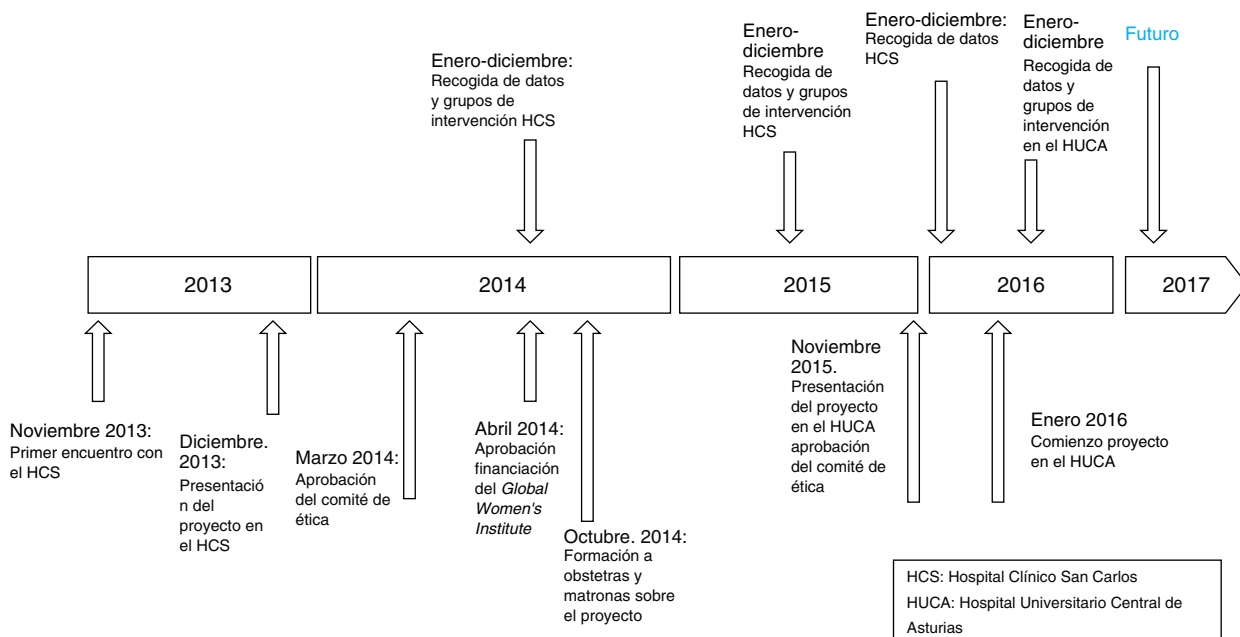 Enero-diciembre:
Recogida de datos
y grupos de
intervención HCS
Enero-
diciembre
Recogida de
datos y grupos
de intervención
HCS
Enero-diciembre:
Recogida de datos
HCS
Enero-
diciembre
Recogida de
datos y
grupos de
intervención
en el HUCA
Futuro
2013
2014
2015
2016
2017
Noviembre 2013:
Primer encuentro con
el HCS
Diciembre.
2013:
Presentació
n del
proyecto en
el HCS
Marzo 2014:
Aprobación
del comité de
ética
Abril 2014:
Aprobación
financiación
del Global
Women's
Institute
Octubre. 2014:
Formación a
obstetras y
matronas sobre
el proyecto
Noviembre
2015.
Presentación
del proyecto
en el HUCA
aprobación
del comité de
ética
Enero 2016
Comienzo proyecto
en el HUCA
HCS: Hospital Clínico San Carlos
HUCA: Hospital Universitario Central de
Asturias